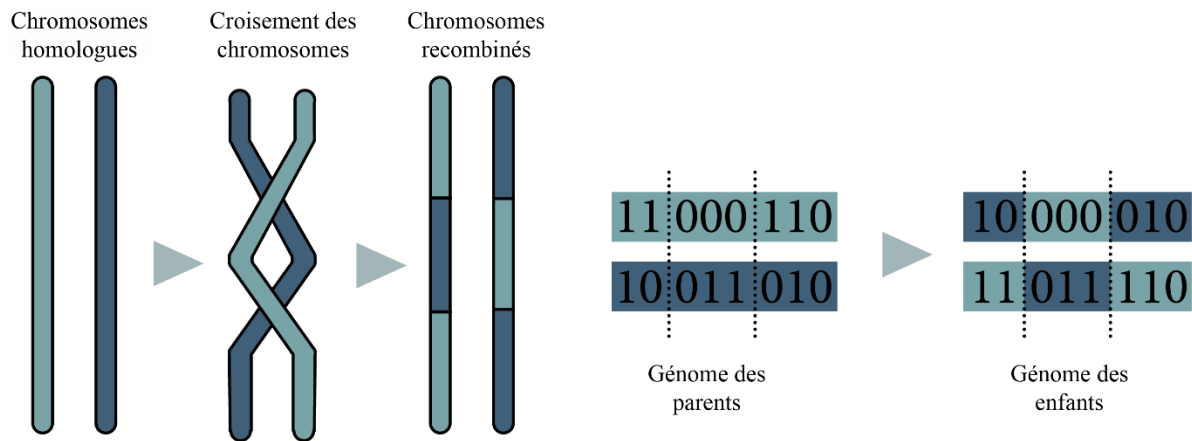 Chromosomes
homologues
Croisement des
chromosomes
Chromosomes
recombinés
11 000 110
10 011 010
Génome des
parents
10 000 010
11 011 110
Génome des
enfants